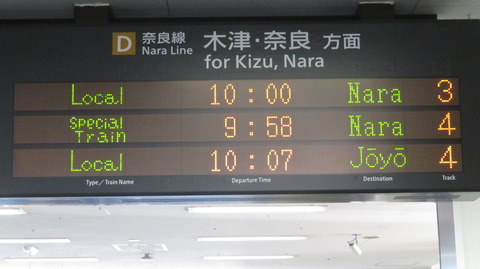 D 奈良線 木津・奈良 方面
Nara Line for Kizu, Nara
Local 10:00 Nara 3
Special Train 9:58 Nara 4
Local 10:07 Jōyō 4
Type/Train Name Departure Time Destination Track